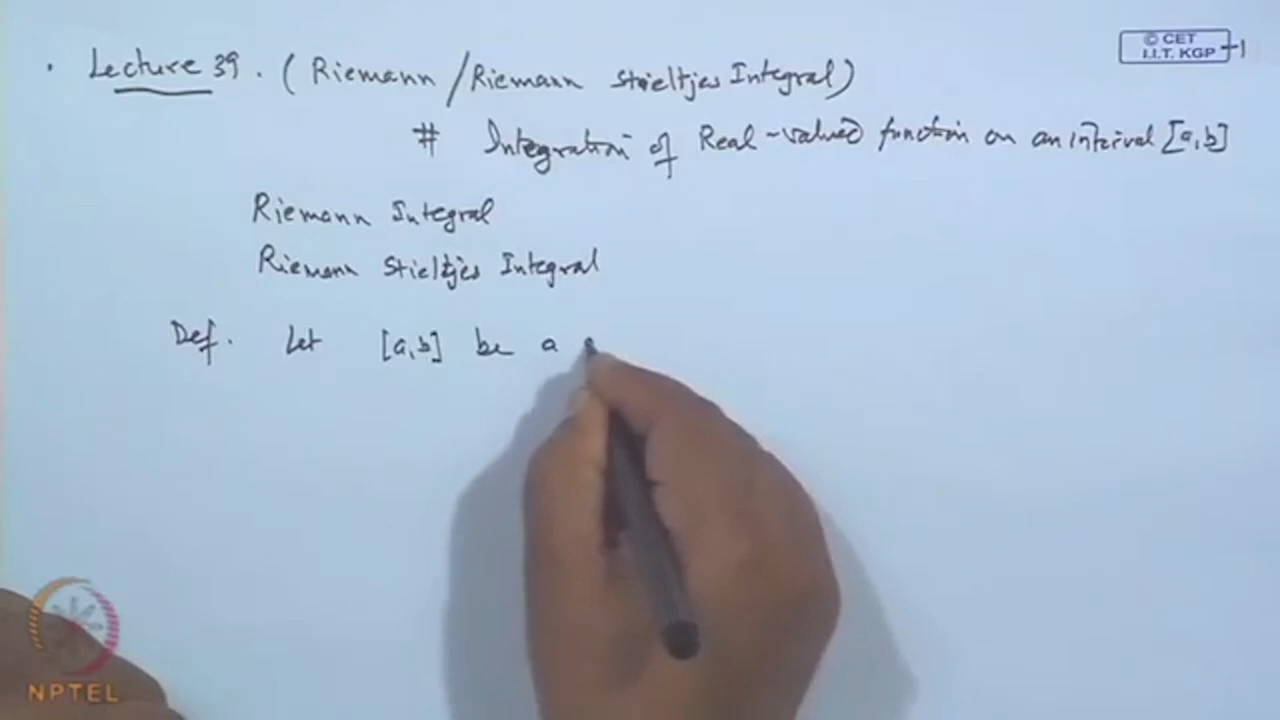 © CET
I.I.T. KGP
Lecture 39. (Riemann/Riemann Stieltjes Integral)
# Integration of Real-valued function on an interval [a,b]
Riemann Integral
Riemann Stieltjes Integral
Def. Let [a,b] be a
NPTEL